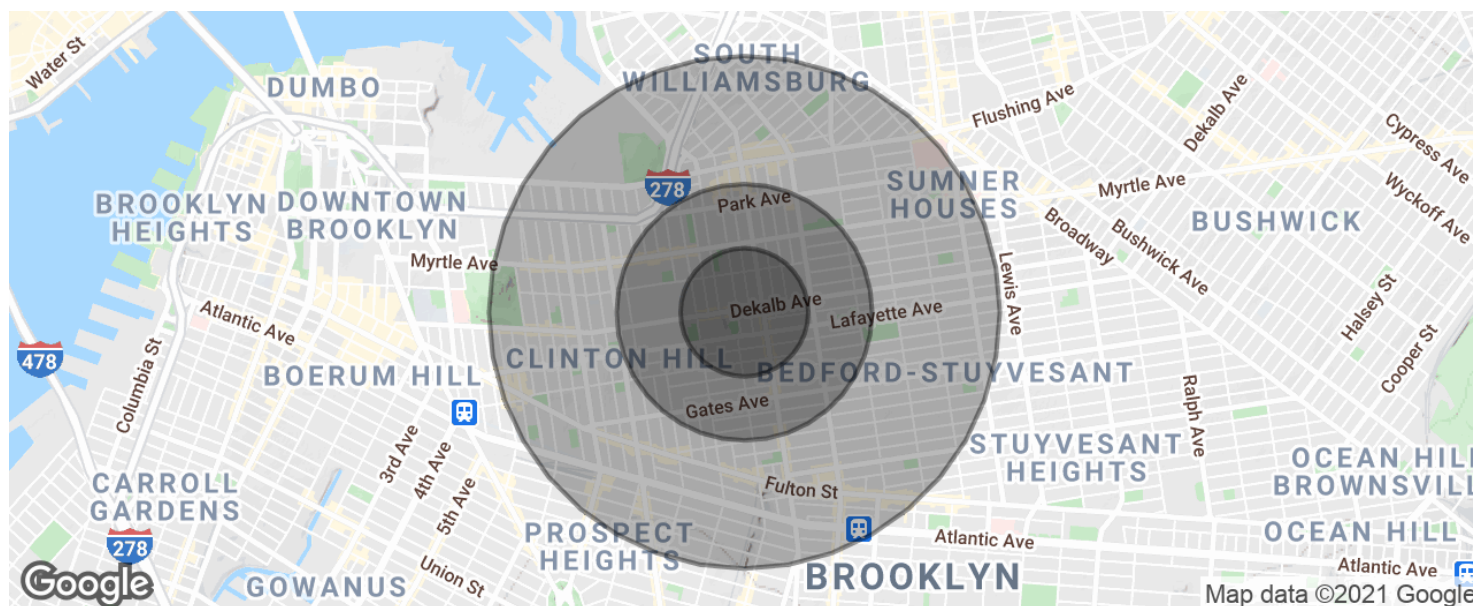 Water St
DUMBO
SOUTH
WILLIAMSBURG
Flushing Ave
Dekalb Ave
Cypress Ave
Wyckoff Ave
278
Park Ave
SUMNER
HOUSES
Myrtle Ave
BROOKLYN
HEIGHTS
DOWNTOWN
BROOKLYN
Broadway
Bushwick Ave
BUSHWICK
Myrtle Ave
Lewis Ave
Halsey St
Atlantic Ave
Dekalb Ave
Lafayette Ave
478
Columbia St
BOERUM HILL
CLINTON HILL
BEDFORD-STUYVESANT
Cooper St
Ralph Ave
Gates Ave
3rd Ave
4th Ave
5th Ave
STUYVESANT
HEIGHTS
OCEAN HILL
BROWNSVILL
CARROLL
GARDENS
Fulton St
278
PROSPECT
HEIGHTS
Atlantic Ave
OCEAN HILL
Union St
GOWANUS
BROOKLYN
Atlantic Ave
Google
Map data ©2021 Google